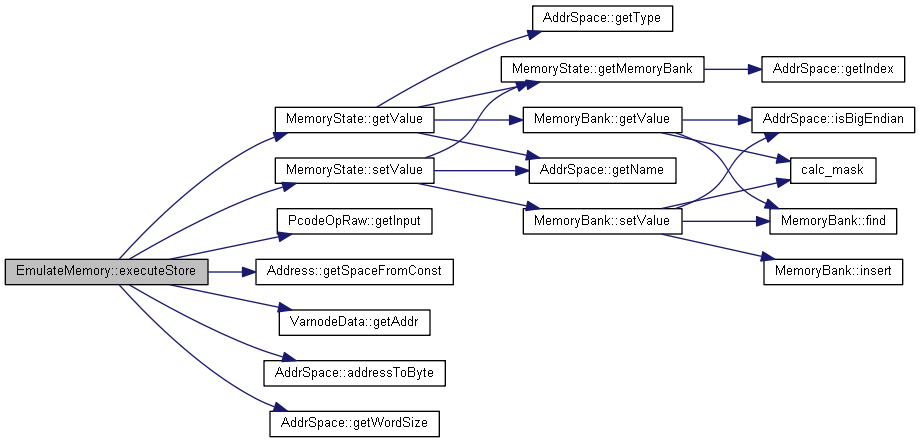 AddrSpace::getType
MemoryState::getMemoryBank
AddrSpace::getIndex
MemoryState::getValue
MemoryBank::getValue
AddrSpace::isBigEndian
MemoryState::setValue
AddrSpace::getName
calc_mask
PcodeOpRaw::getInput
MemoryBank::setValue
MemoryBank::find
EmulateMemory::executeStore
Address::getSpaceFromConst
MemoryBank::insert
VarnodeData::getAddr
AddrSpace::addressToByte
AddrSpace::getWordSize